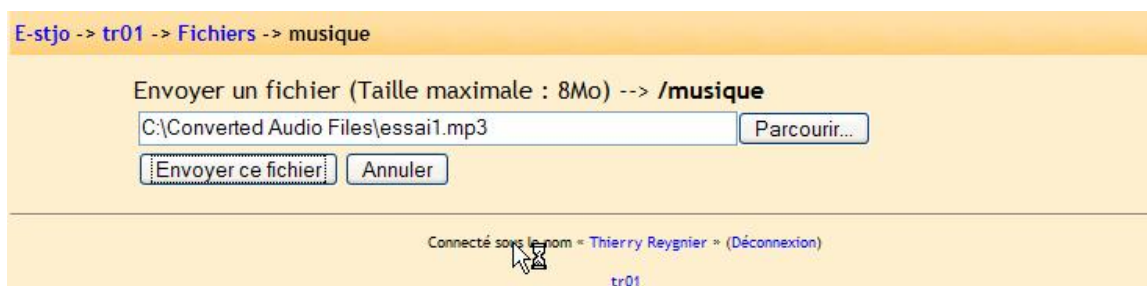 E-stjo -> tr01 -> Fichiers -> musique
Envoyer un fichier (Taille maximale : 8Mo) --> /musique
C:\Converted Audio Files\essai1.mp3 Parcourir...
Envoyer ce fichier Annuler
Connecté sous le nom « Thierry Reygnier » (Déconnexion)
tr01